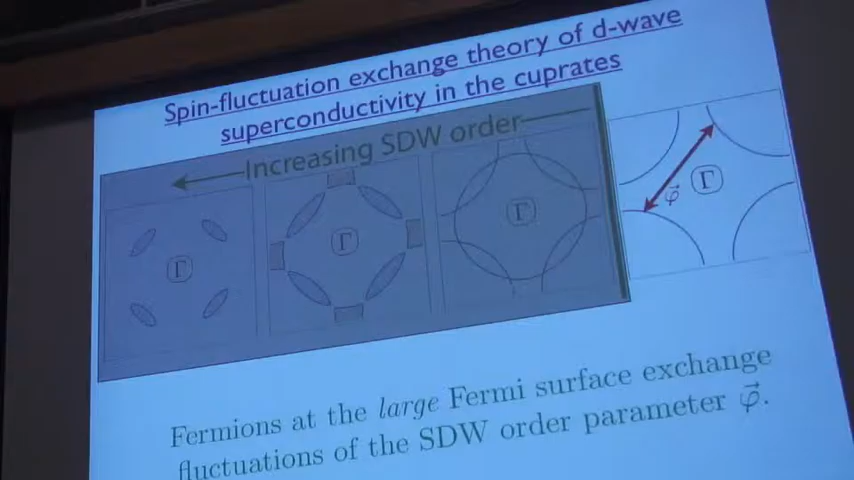 Spin-fluctuation exchange theory of d-wave
superconductivity in the cuprates
Increasing SDW order
Γ
Γ
Γ
Γ
φ⃗
Fermions at the large Fermi surface exchange
fluctuations of the SDW order parameter φ⃗.